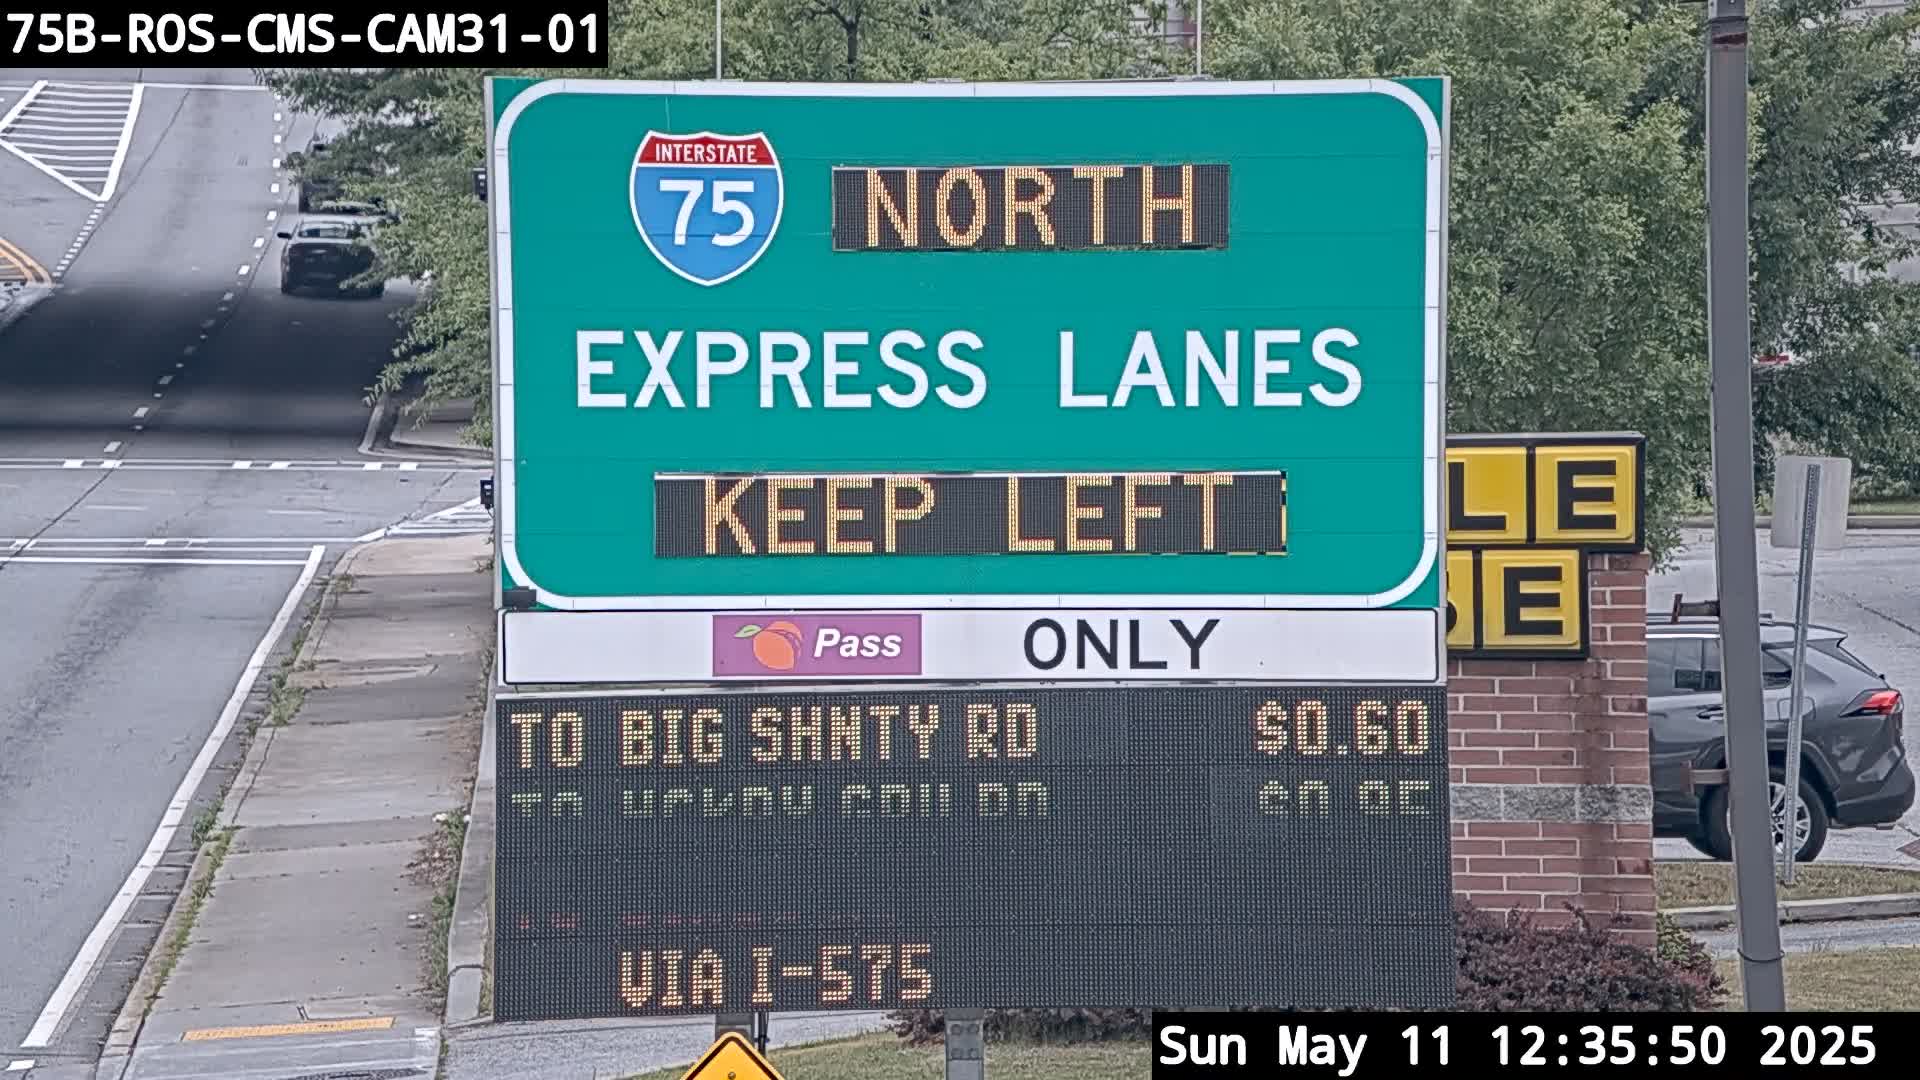 75B-ROS-CMS-CAM31-01
INTERSTATE
75
NORTH
EXPRESS LANES
KEEP LEFT
Pass ONLY
TO BIG SHNTY RD $0.60
VIA I-575
LE
E
Sun May 11 12:35:50 2025